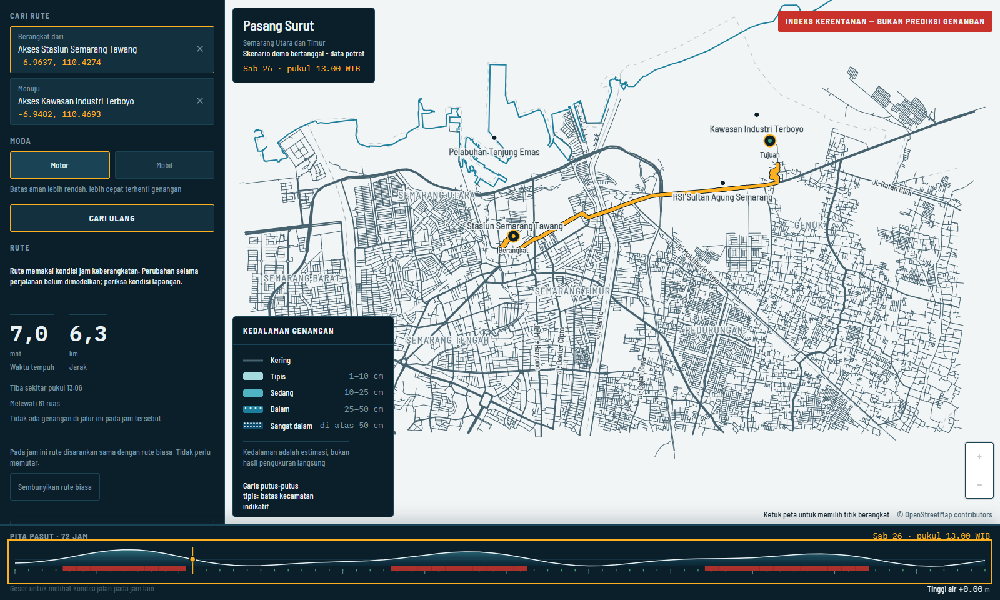 CARI RUTE
Berangkat dari
Akses Stasiun Semarang Tawang
-6.9637, 110.4274
Menuju
Akses Kawasan Industri Terboyo
-6.9482, 110.4693
MODA
Motor
Mobil
Batas aman lebih rendah, lebih cepat terhenti genangan
CARI ULANG
RUTE
Rute memakai kondisi jam keberangkatan. Perubahan selama
perjalanan belum dimodelkan; periksa kondisi lapangan.
7,0
6,3
mnt
km
Waktu tempuh
Jarak
Tiba sekitar pukul 13.06
Melewati 61 ruas
Tidak ada genangan di jalur ini pada jam tersebut
Pada jam ini rute disarankan sama dengan rute biasa. Tidak perlu
memutar.
Sembunyikan rute biasa
Pasang Surut
Semarang Utara dan Timur
Skenario demo bertanggal - data potret
Sab 26 · pukul 13.00 WIB
INDEKS KERENTANAN — BUKAN PREDIKSI GENANGAN
Kawasan Industri Terboyo
Tujuan
Pelabuhan Tanjung Emas
SEMARANG UTARA
RSI Sultan Agung Semarang
Jl. Ratan Cilik
Stasiun Semarang Tawang
Berangkat
GENUK
Jl. Muktiharjo Raya
SEMARANG BARAT
SEMARANG TIMUR
Jl. Barito
PEDURUNGAN
SEMARANG TENGAH
Jl. MT. Haryono
Jl. Dokter Cipto
Jl. Gajah Raya
KEDALAMAN GENANGAN
Kering
Tipis 1–10 cm
Sedang 10–25 cm
Dalam 25–50 cm
Sangat dalam di atas 50 cm
Kedalaman adalah estimasi, bukan
hasil pengukuran langsung
Garis putus-putus
tipis: batas kecamatan
indikatif
+
−
Ketuk peta untuk memilih titik berangkat
© OpenStreetMap contributors
PITA PASUT · 72 JAM
Sab 26 · pukul 13.00 WIB
Geser untuk melihat kondisi jalan pada jam lain
Tinggi air +0.00 m